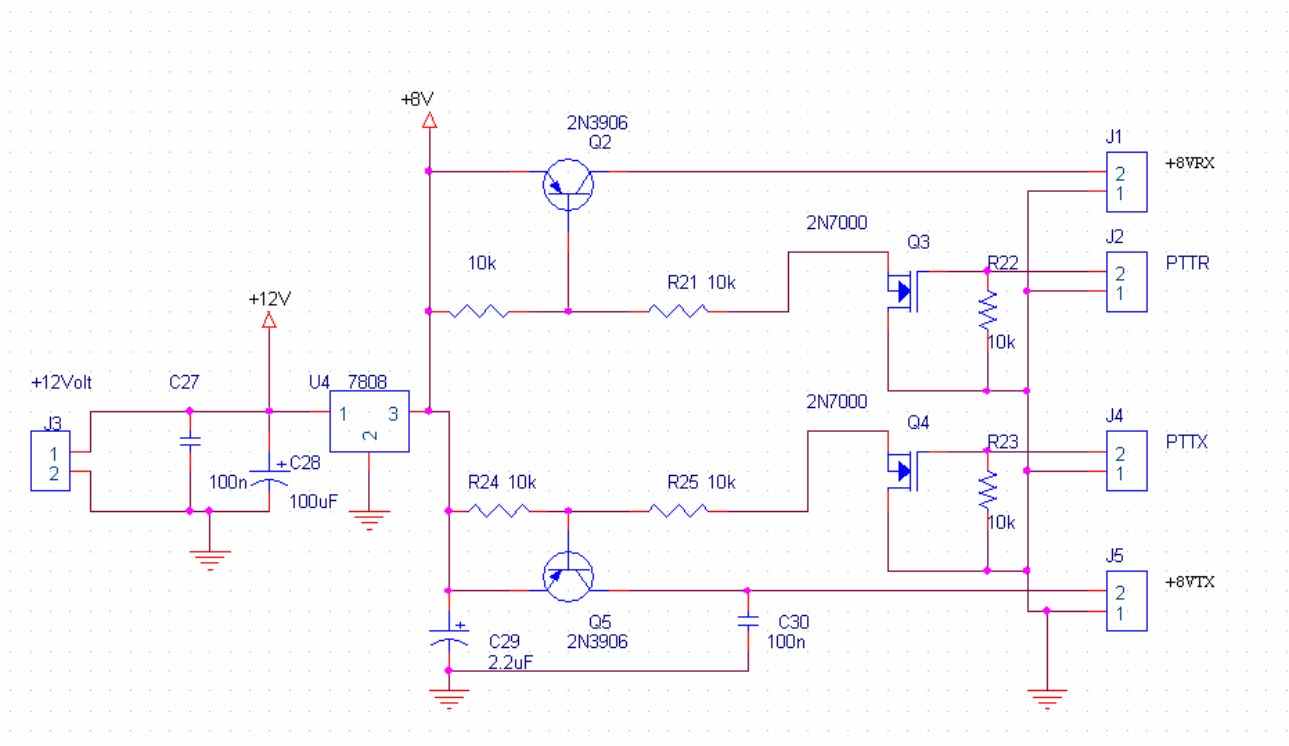 +8V
2N3906
Q2
J1
2
1
+8VRX
2N7000
Q3
J2
2
1
PTTR
10k
R21 10k
R22
10k
+12V
+12Volt
C27
U4 7808
1
3
2
J3
1
2
100n
+
C28
100uF
2N7000
Q4
J4
2
1
PTTX
R24 10k
R25 10k
R23
10k
J5
2
1
+8VTX
Q5
2N3906
+
C29
2.2uF
C30
100n